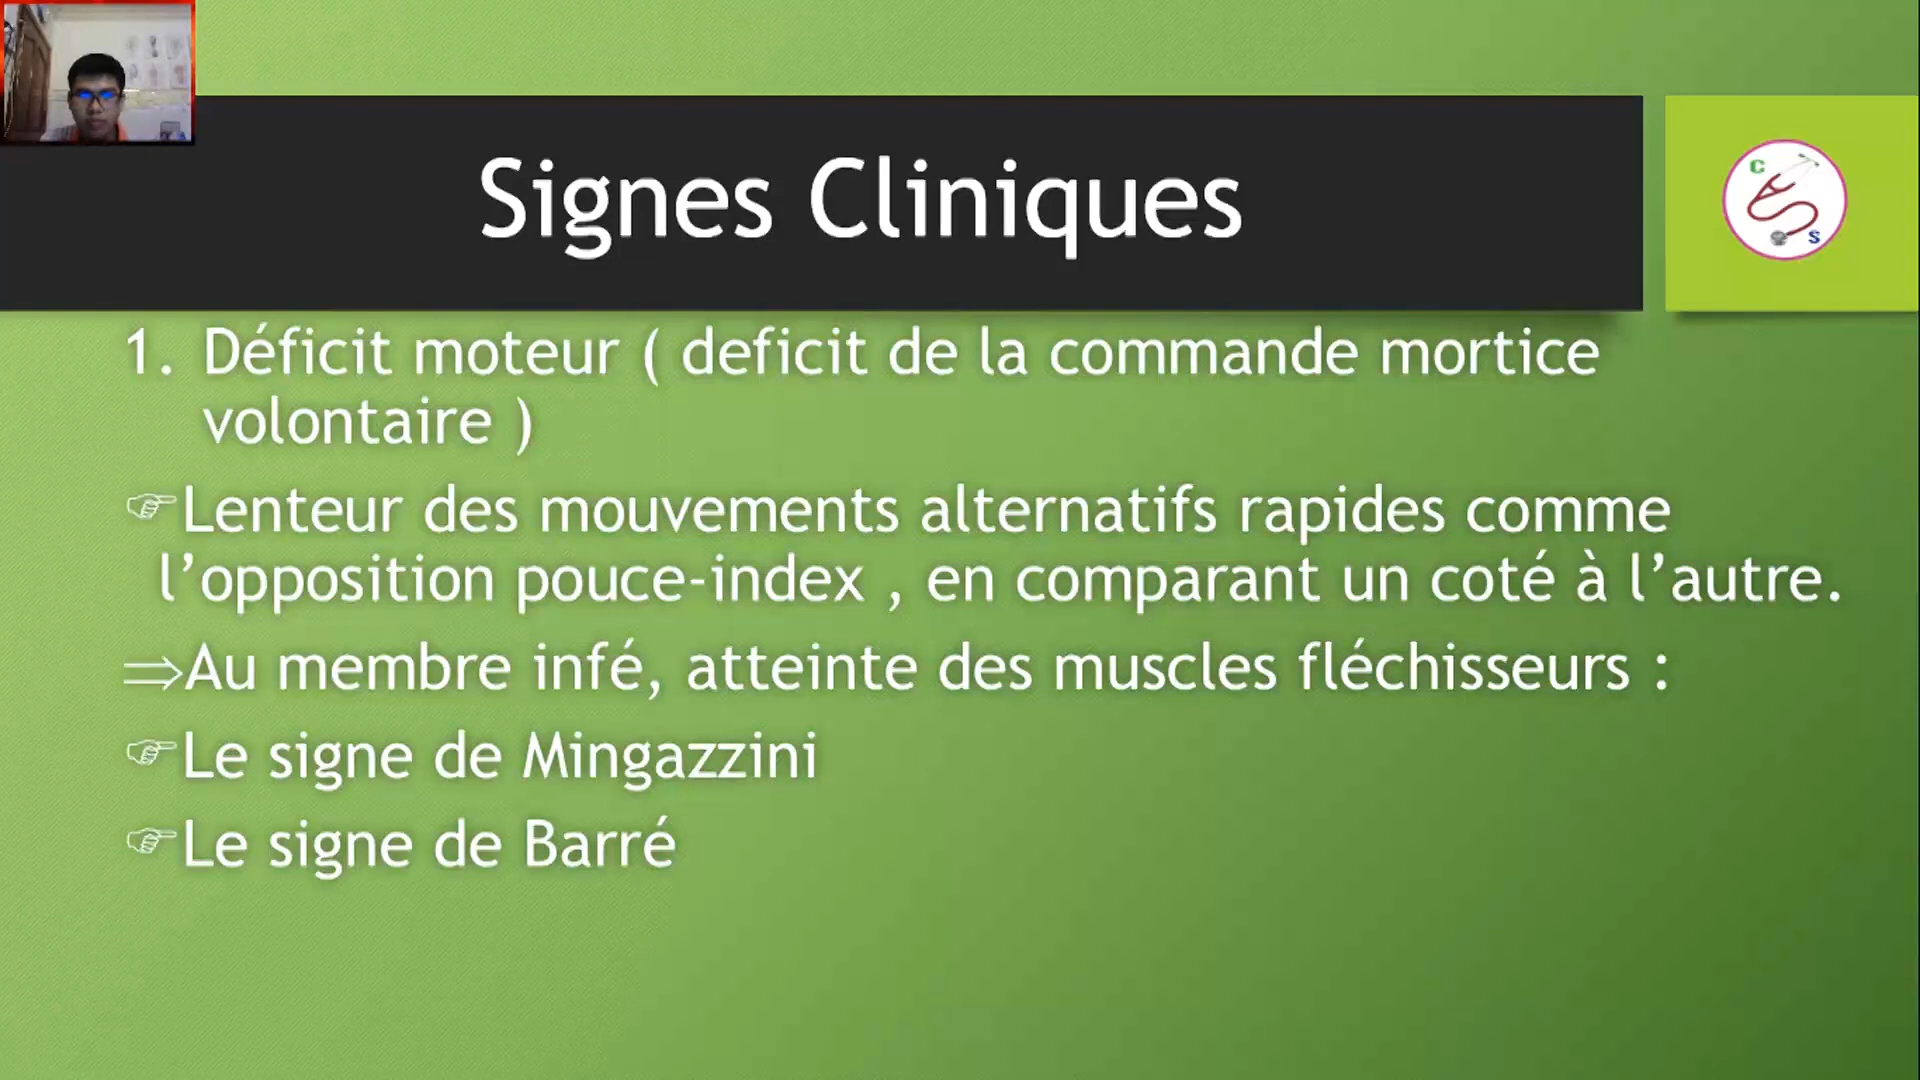 Signes Cliniques
C
S
1. Déficit moteur ( deficit de la commande mortice
volontaire )
☞Lenteur des mouvements alternatifs rapides comme
l’opposition pouce-index , en comparant un coté à l’autre.
⇒Au membre infé, atteinte des muscles fléchisseurs :
☞Le signe de Mingazzini
☞Le signe de Barré